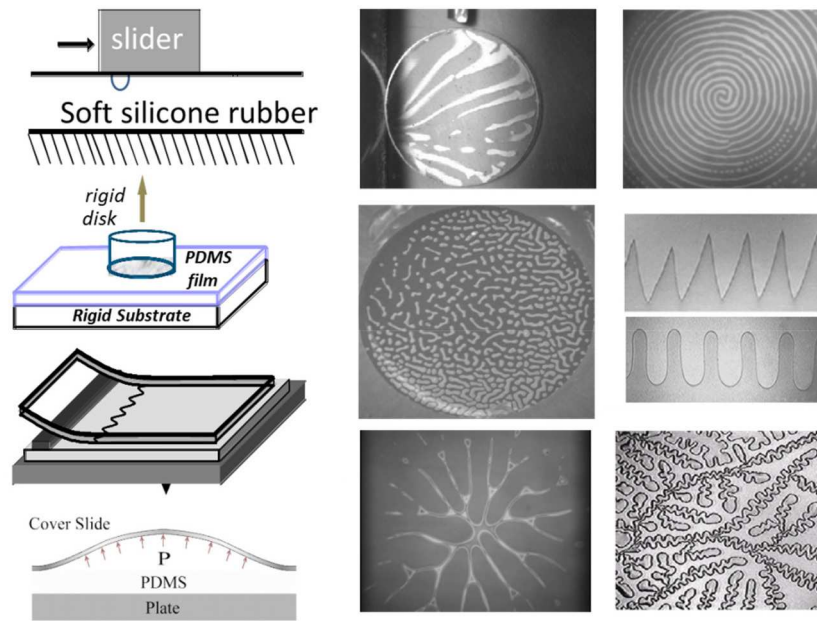 slider
Soft silicone rubber
rigid
disk
PDMS
film
Rigid Substrate
Cover Slide
P
PDMS
Plate